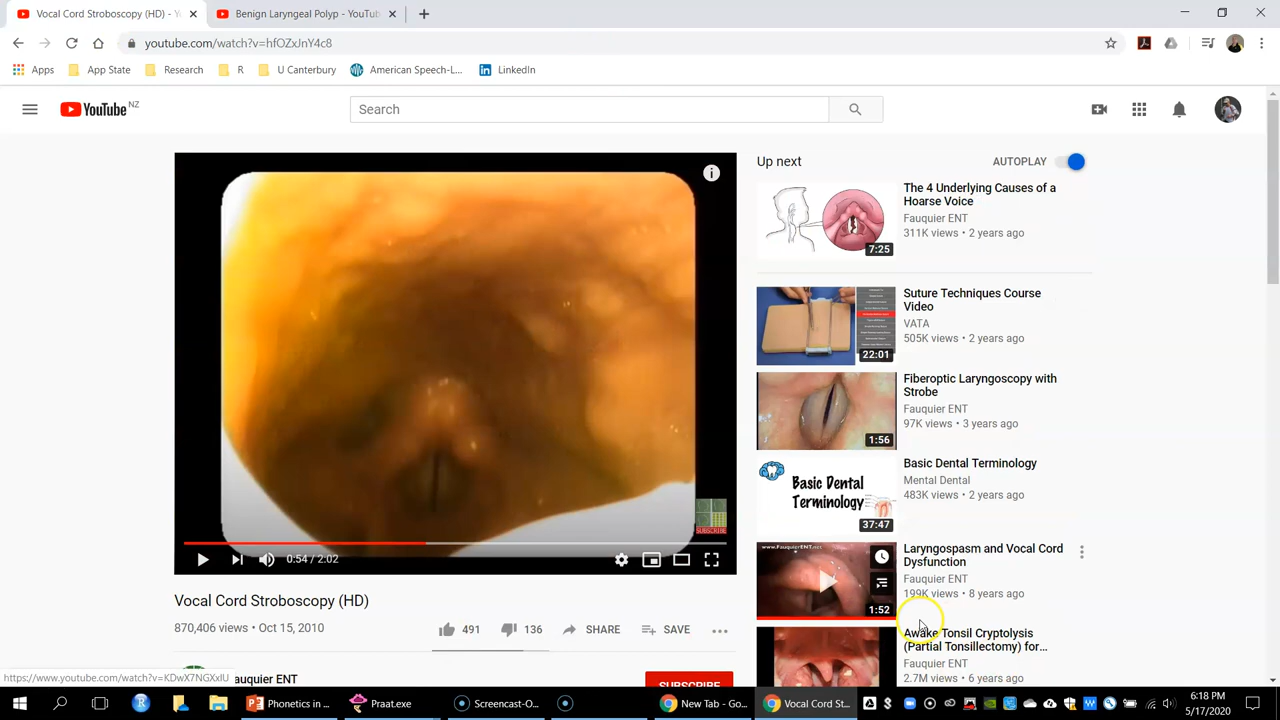 Vocal Cord Stroboscopy (HD) - Y
Benign Laryngeal Polyp - YouTub
youtube.com/watch?v=hfOZxJnY4c8
Apps
App State
Research
R
U Canterbury
American Speech-L...
LinkedIn
YouTube NZ
Search
Up next
AUTOPLAY
The 4 Underlying Causes of a
Hoarse Voice
Fauquier ENT
311K views • 2 years ago
7:25
Suture Techniques Course
Video
VATA
505K views • 2 years ago
22:01
Fiberoptic Laryngoscopy with
Strobe
Fauquier ENT
97K views • 3 years ago
1:56
Basic Dental
Terminology
Basic Dental Terminology
Mental Dental
483K views • 2 years ago
37:47
www.FauquierENT.net
Laryngospasm and Vocal Cord
Dysfunction
Fauquier ENT
199K views • 8 years ago
1:52
Awake Tonsil Cryptolysis
(Partial Tonsillectomy) for...
Fauquier ENT
2.7M views • 6 years ago
SUBSCRIBE
0:54 / 2:02
Vocal Cord Stroboscopy (HD)
870,406 views • Oct 15, 2010
491
136
SHARE
SAVE
https://www.youtube.com/watch?v=KDwX7NGXxIU
auquier ENT
SUBSCRIBE
Phonetics in ...
Praat.exe
Screencast-O...
New Tab - Go...
Vocal Cord St...
6:18 PM
5/17/2020